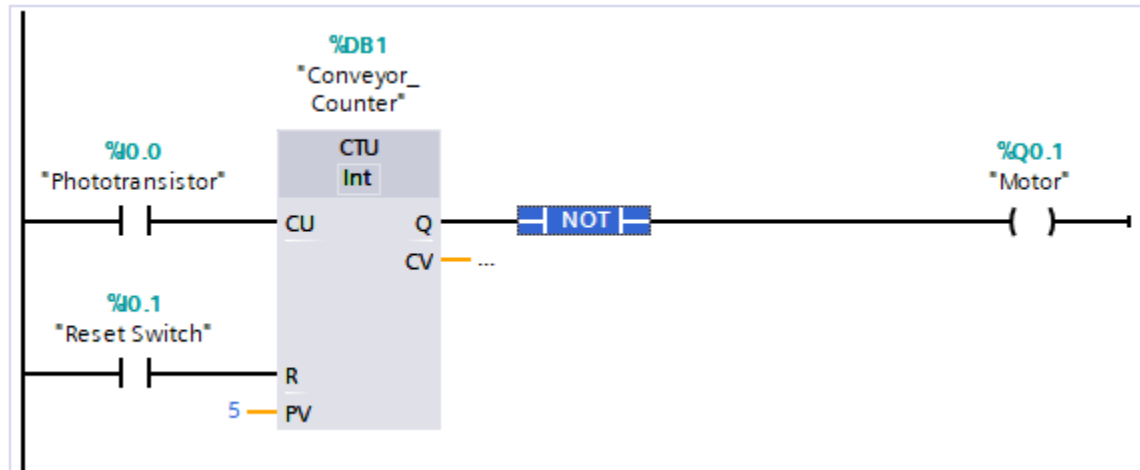 %DB1
"Conveyor_
Counter"
%I0.0
"Phototransistor"
CTU
Int
%Q0.1
"Motor"
CU
Q
NOT
CV
...
%I0.1
"Reset Switch"
R
5
PV